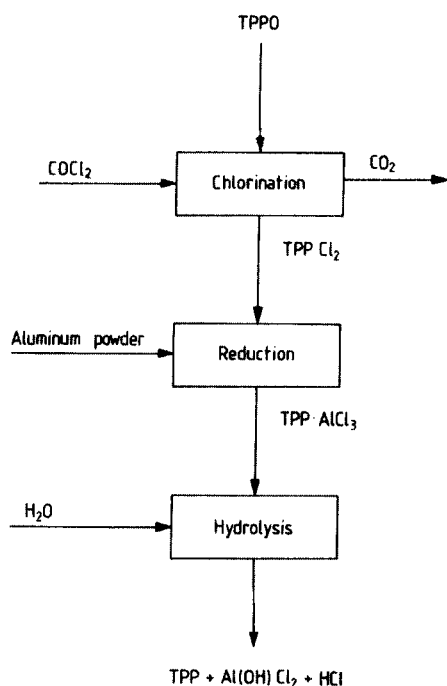 TPPO
COCl₂
Chlorination
CO₂
TPP Cl₂
Aluminum powder
Reduction
TPP · AlCl₃
H₂O
Hydrolysis
TPP + Al(OH) Cl₂ + HCl